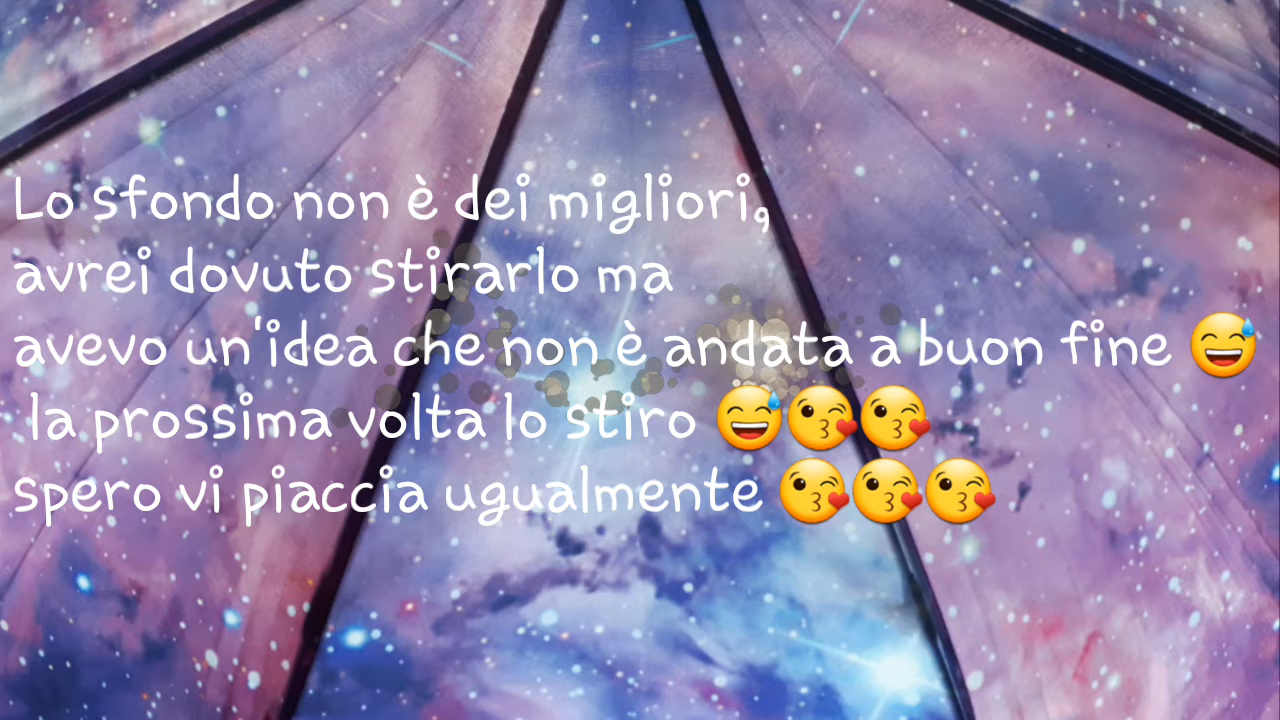 Lo sfondo non è dei migliori,
avrei dovuto stirarlo ma
avevo un'idea che non è andata a buon fine 😅
la prossima volta lo stiro 😅😘😘
spero vi piaccia ugualmente 😘😘😘